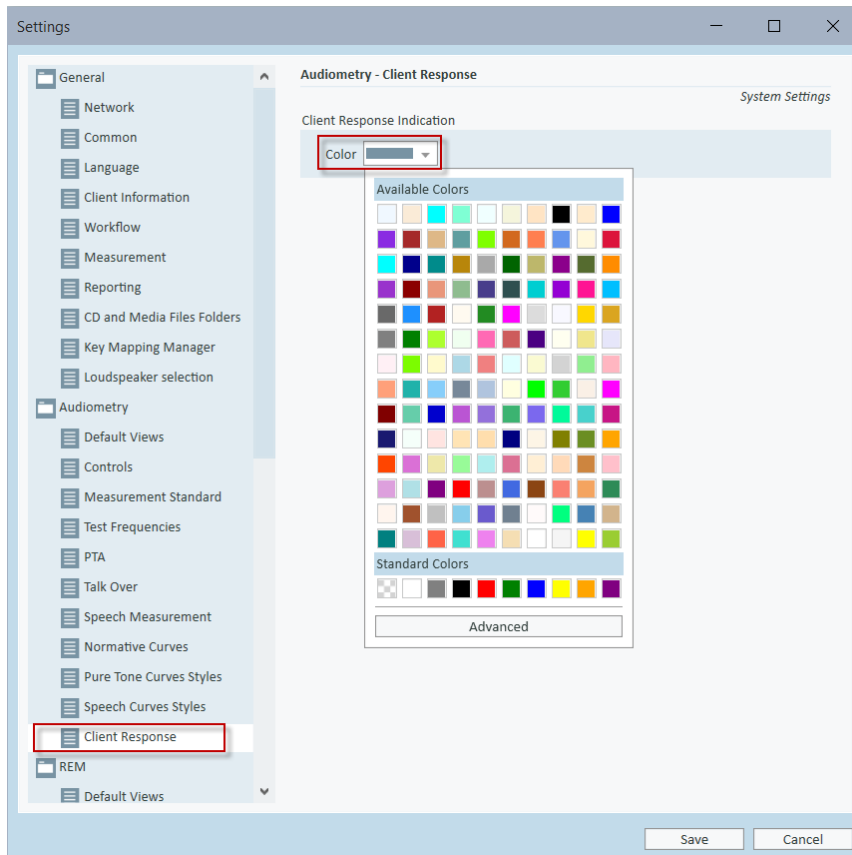 Settings
General
Network
Common
Language
Client Information
Workflow
Measurement
Reporting
CD and Media Files Folders
Key Mapping Manager
Loudspeaker selection
Audiometry
Default Views
Controls
Measurement Standard
Test Frequencies
PTA
Talk Over
Speech Measurement
Normative Curves
Pure Tone Curves Styles
Speech Curves Styles
Client Response
REM
Default Views
Audiometry - Client Response
System Settings
Client Response Indication
Color
Available Colors
Standard Colors
Advanced
Save Cancel